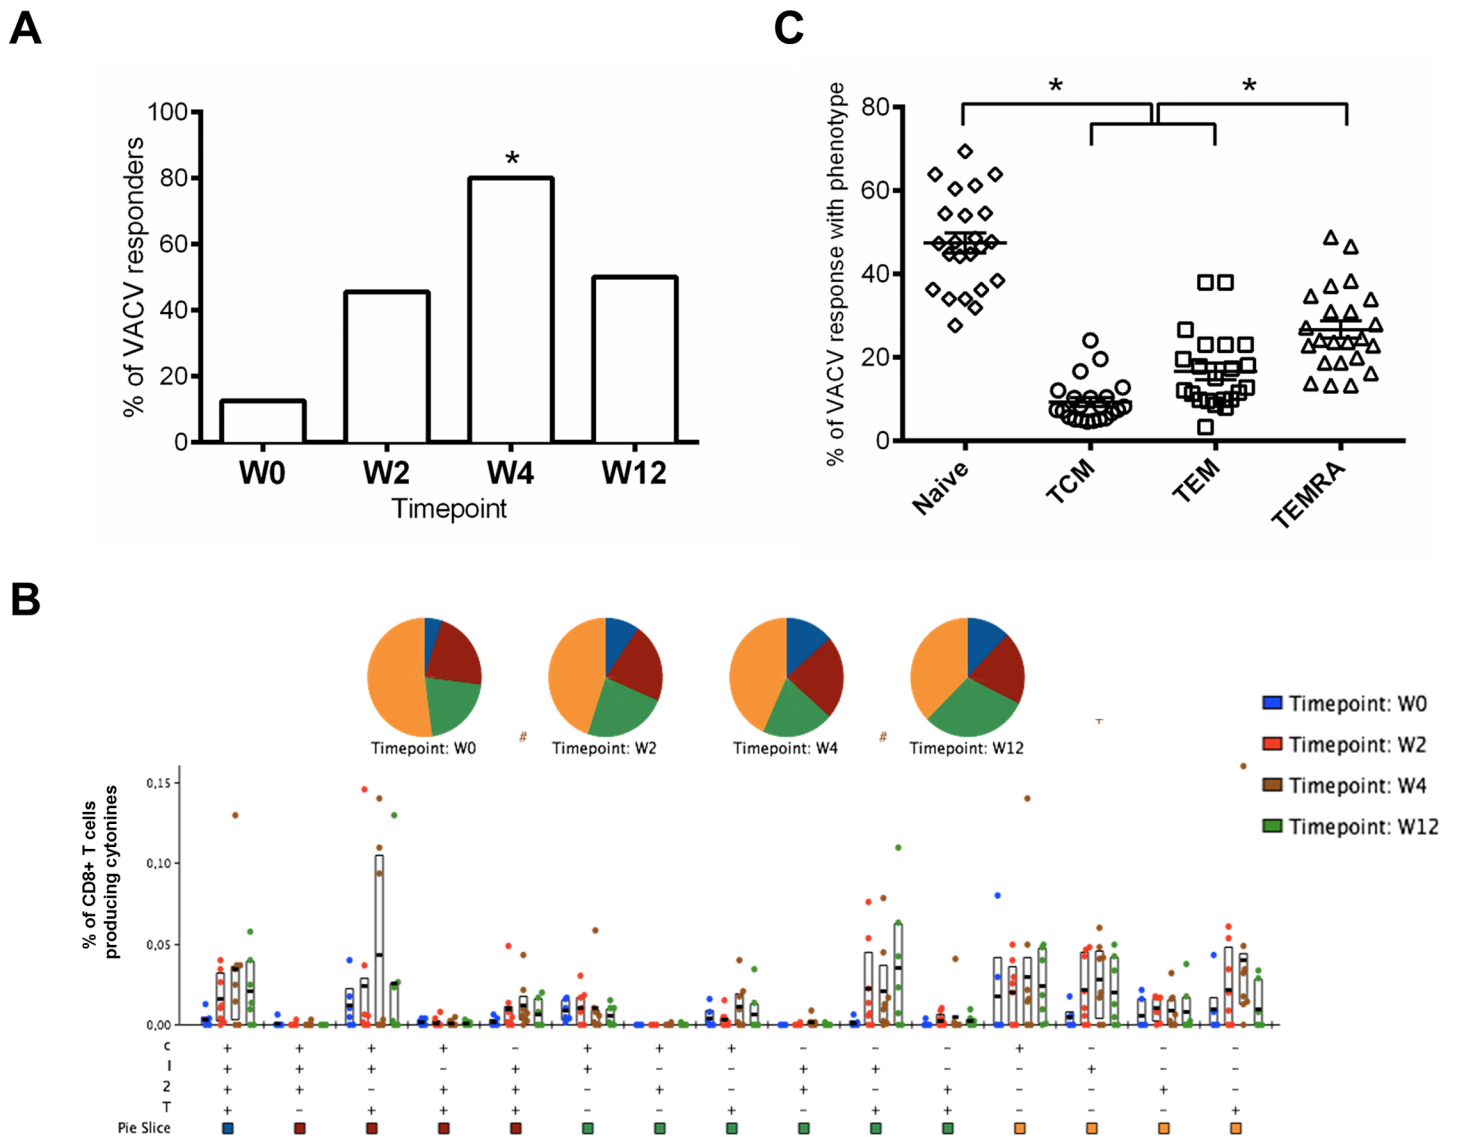 A
C
100
80
60
40
20
0
% of VACV responders
*
W0 W2 W4 W12
Timepoint
80
60
40
20
0
% of VACV response with phenotype
* *
Naive TCM TEM TEMRA
B
Timepoint: W0 # Timepoint: W2 Timepoint: W4 # Timepoint: W12
Timepoint: W0
Timepoint: W2
Timepoint: W4
Timepoint: W12
% of CD8+ T cells
producing cytonines
0,15
0,10
0,05
0,00
c + + + - - + + + - - - + - - -
I + + + - + + - - + + - - + - -
2 + + - + + - + - + - + - - + -
T + - + + + - - + - + + - - - +
Pie Slice